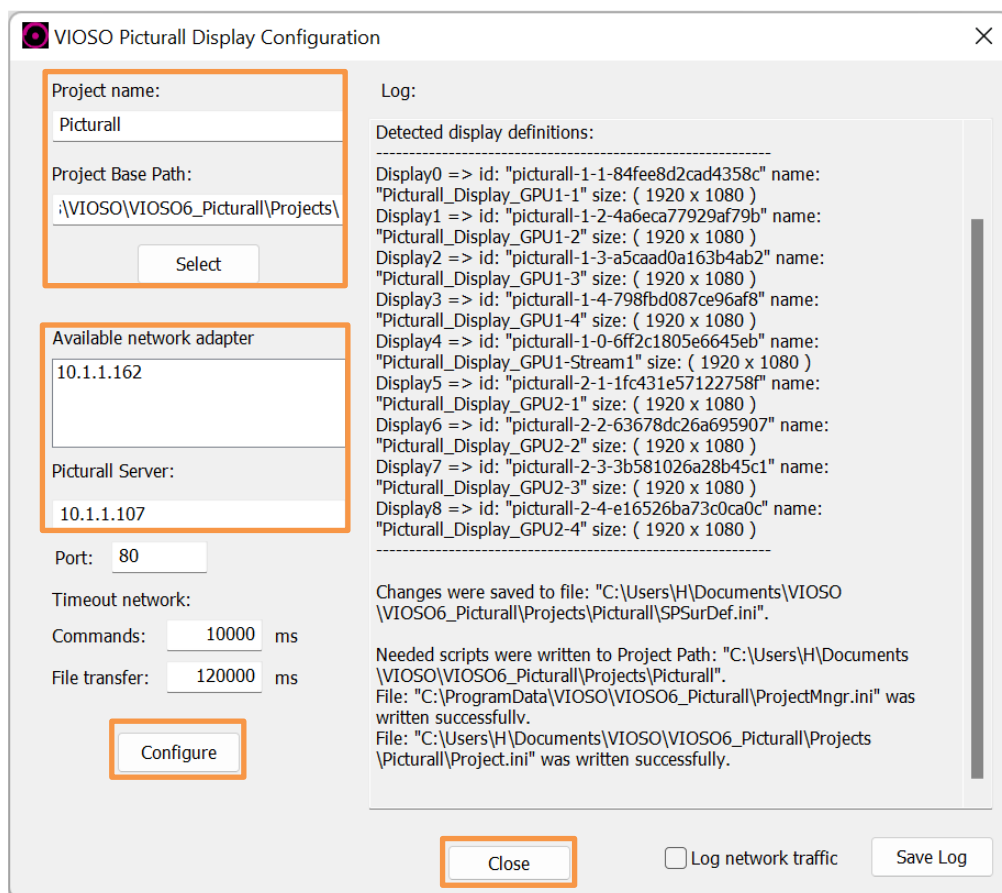 VIOSO Picturall Display Configuration
Project name:
Picturall
Project Base Path:
\VIOSO\VIOSO6_Picturall\Projects\
Select
Available network adapter
10.1.1.162
Picturall Server:
10.1.1.107
Port: 80
Timeout network:
Commands: 10000 ms
File transfer: 120000 ms
Configure
Log:
Detected display definitions:
------------------------------------------------------------
Display0 => id: "picturall-1-1-84fee8d2cad4358c" name:
"Picturall_Display_GPU1-1" size: ( 1920 x 1080 )
Display1 => id: "picturall-1-2-4a6eca77929af79b" name:
"Picturall_Display_GPU1-2" size: ( 1920 x 1080 )
Display2 => id: "picturall-1-3-a5caad0a163b4ab2" name:
"Picturall_Display_GPU1-3" size: ( 1920 x 1080 )
Display3 => id: "picturall-1-4-798fbd087ce96af8" name:
"Picturall_Display_GPU1-4" size: ( 1920 x 1080 )
Display4 => id: "picturall-1-0-6ff2c1805e6645eb" name:
"Picturall_Display_GPU1-Stream1" size: ( 1920 x 1080 )
Display5 => id: "picturall-2-1-1fc431e57122758f" name:
"Picturall_Display_GPU2-1" size: ( 1920 x 1080 )
Display6 => id: "picturall-2-2-63678dc26a695907" name:
"Picturall_Display_GPU2-2" size: ( 1920 x 1080 )
Display7 => id: "picturall-2-3-3b581026a28b45c1" name:
"Picturall_Display_GPU2-3" size: ( 1920 x 1080 )
Display8 => id: "picturall-2-4-e16526ba73c0ca0c" name:
"Picturall_Display_GPU2-4" size: ( 1920 x 1080 )
------------------------------------------------------------
Changes were saved to file: "C:\Users\H\Documents\VIOSO
\VIOSO6_Picturall\Projects\Picturall\SPSurDef.ini".
Needed scripts were written to Project Path: "C:\Users\H\Documents
\VIOSO\VIOSO6_Picturall\Projects\Picturall".
File: "C:\ProgramData\VIOSO\VIOSO6_Picturall\ProjectMngr.ini" was
written successfully.
File: "C:\Users\H\Documents\VIOSO\VIOSO6_Picturall\Projects
\Picturall\Project.ini" was written successfully.
Close
Log network traffic
Save Log